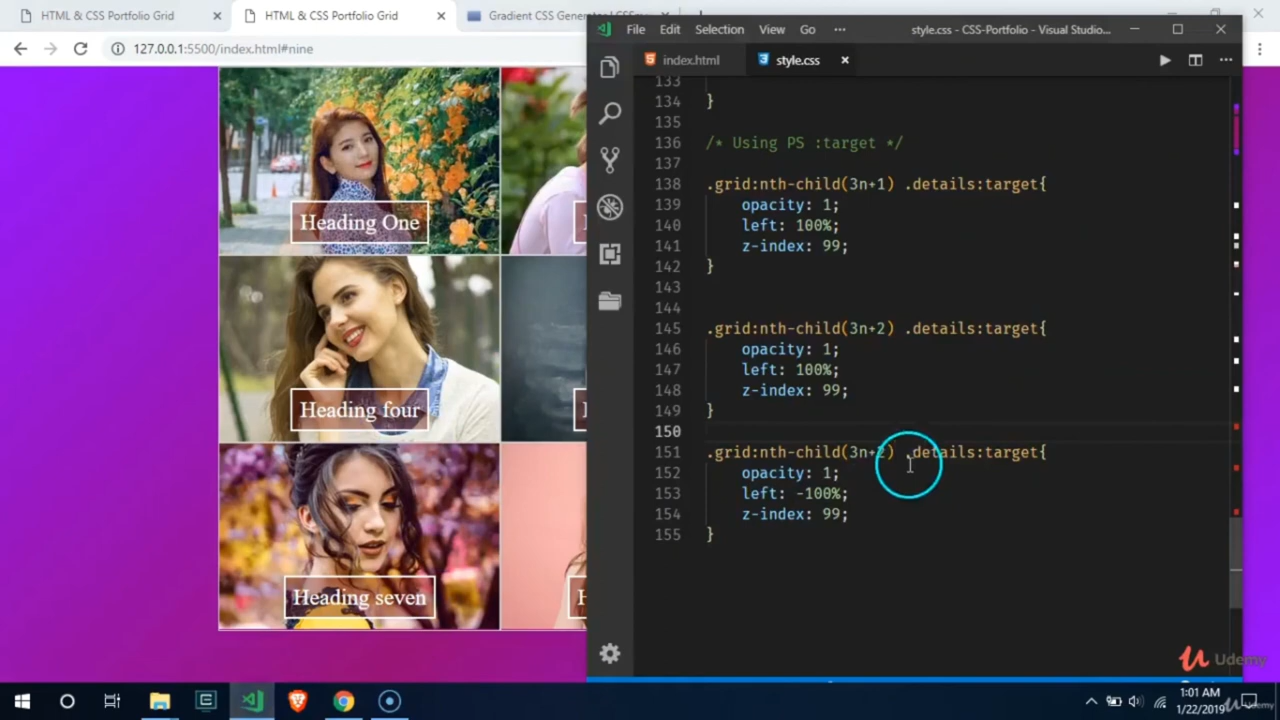 HTML & CSS Portfolio Grid
HTML & CSS Portfolio Grid
Gradient CSS Generator
127.0.0.1:5500/index.html#nine
File Edit Selection View Go ··· style.css - CSS-Portfolio - Visual Studio...
index.html style.css
133
134 }
135
136 /* Using PS :target */
137
138 .grid:nth-child(3n+1) .details:target{
139 opacity: 1;
140 left: 100%;
141 z-index: 99;
142 }
143
144
145 .grid:nth-child(3n+2) .details:target{
146 opacity: 1;
147 left: 100%;
148 z-index: 99;
149 }
150
151 .grid:nth-child(3n+2) .details:target{
152 opacity: 1;
153 left: -100%;
154 z-index: 99;
155 }
Heading One
Heading four
Heading seven
Udemy
1:01 AM
1/22/2019
Udemy